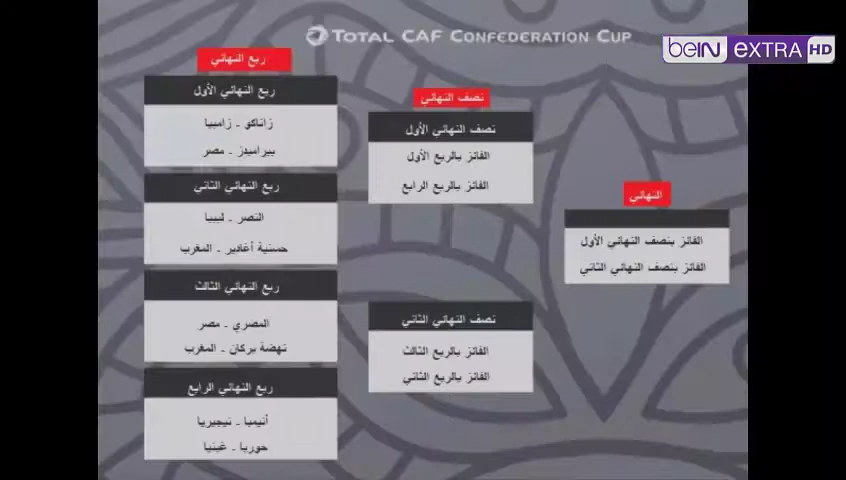 TOTAL CAF CONFEDERATION CUP
beIN EXTRA HD
ربع النهائي
ربع النهائي الأول
زاناكو - زامبيا
بيراميدز - مصر
ربع النهائي الثاني
النصر - ليبيا
حسنية أغادير - المغرب
ربع النهائي الثالث
المصري - مصر
نهضة بركان - المغرب
ربع النهائي الرابع
أنيمبا - نيجيريا
حوريا - غينيا
نصف النهائي
نصف النهائي الأول
الفائز بالربع الأول
الفائز بالربع الرابع
نصف النهائي الثاني
الفائز بالربع الثالث
الفائز بالربع الثاني
النهائي
الفائز بنصف النهائي الأول
الفائز بنصف النهائي الثاني